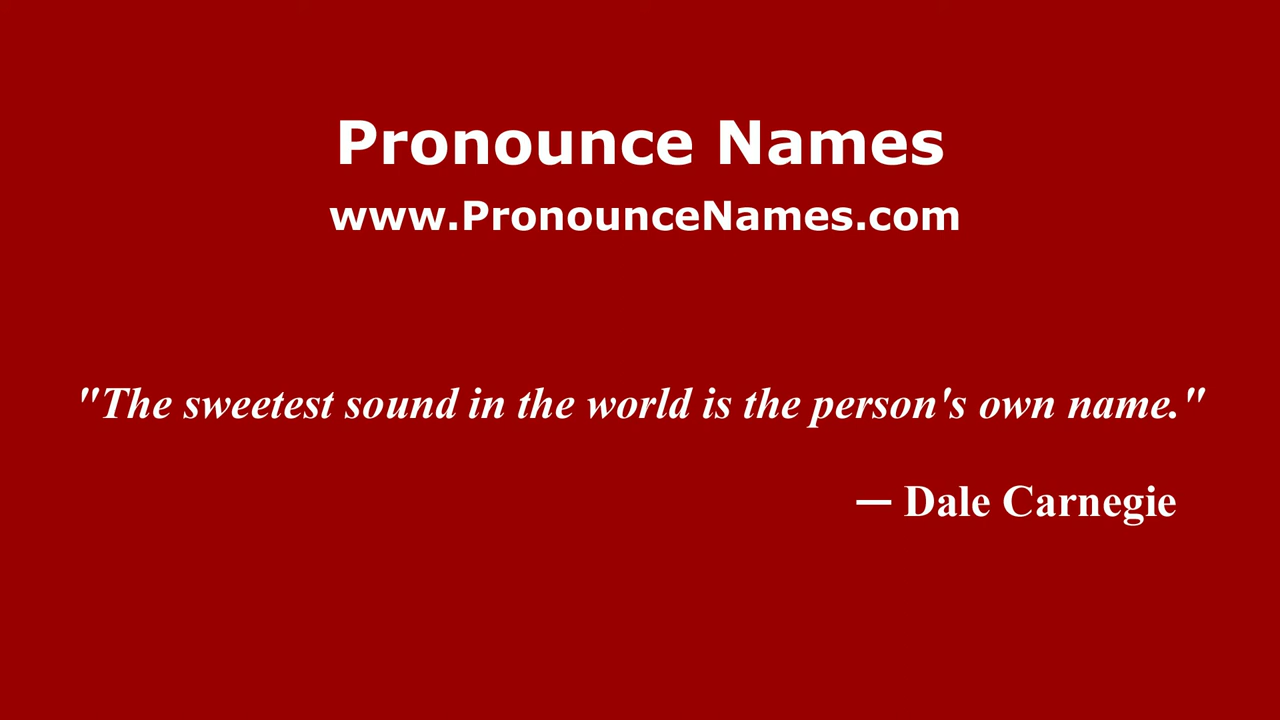 Pronounce Names
www.PronounceNames.com
"The sweetest sound in the world is the person's own name."
— Dale Carnegie